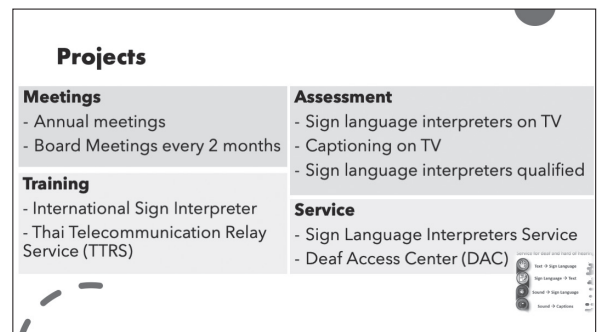 Projects
Meetings
- Annual meetings
- Board Meetings every 2 months
Training
- International Sign Interpreter
- Thai Telecommunication Relay
Service (TTRS)
Assessment
- Sign language interpreters on TV
- Captioning on TV
- Sign language interpreters qualified
Service
- Sign Language Interpreters Service
- Deaf Access Center (DAC)
Text → Sign Language
Sign Language → Text
Sound → Sign Language
Sound → Captions